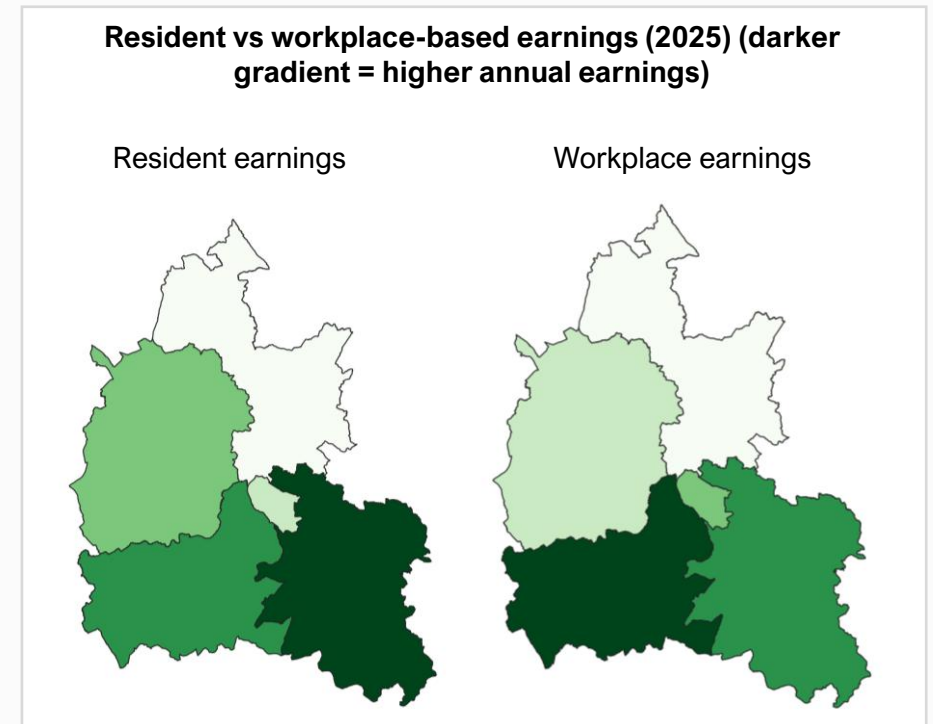 Resident vs workplace-based earnings (2025) (darker
gradient = higher annual earnings)
Resident earnings
Workplace earnings